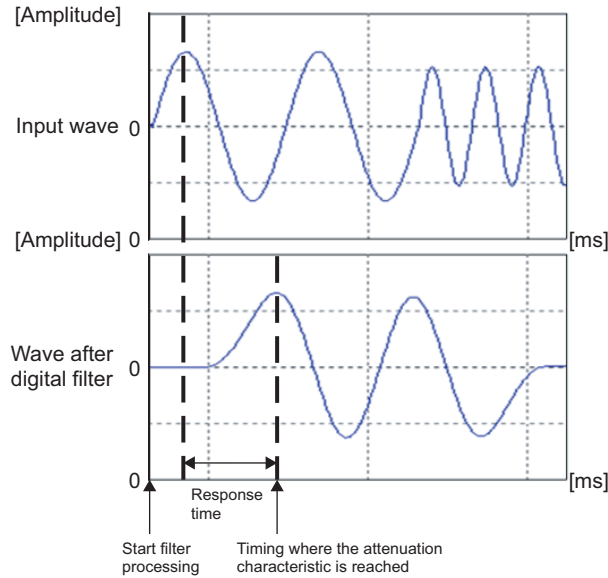 [Amplitude]
Input wave 0
[Amplitude]
0
[ms]
Wave after
digital filter
0
0
[ms]
Response
time
Start filter
processing
Timing where the attenuation
characteristic is reached